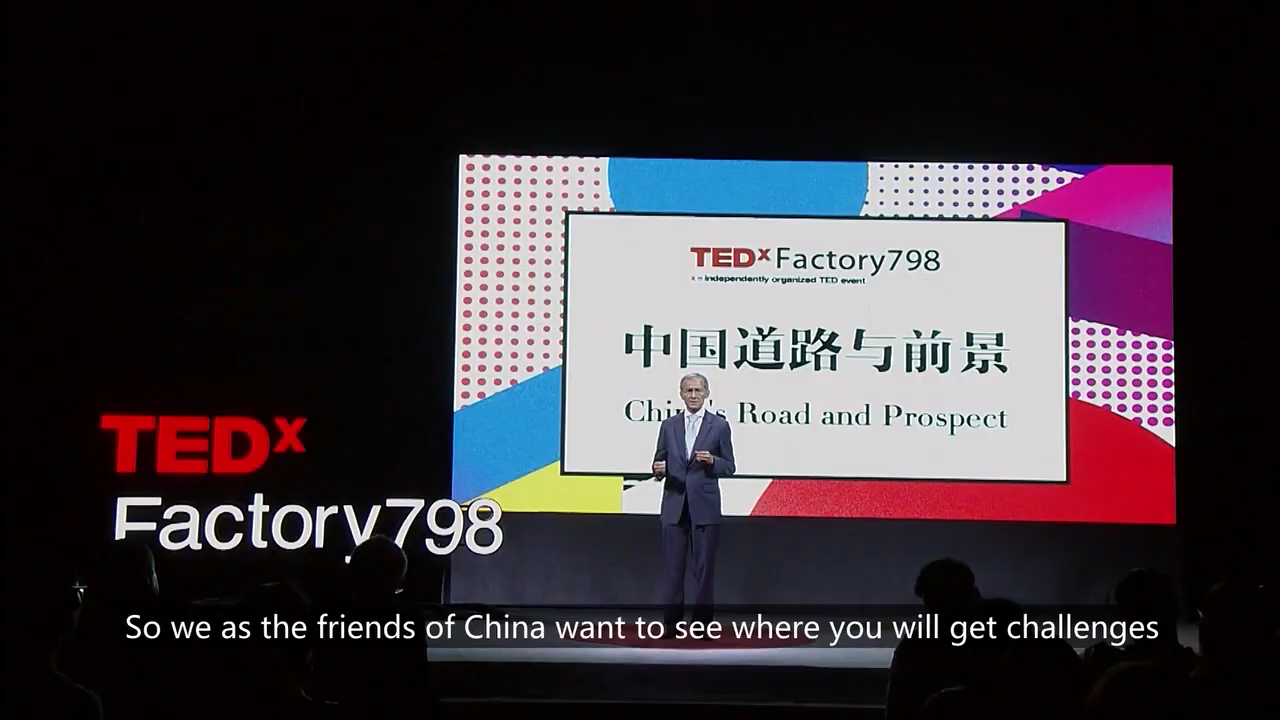 TEDx Factory798
x = independently organized TED event
中国道路与前景
China's Road and Prospect
TEDx
Factory798
So we as the friends of China want to see where you will get challenges